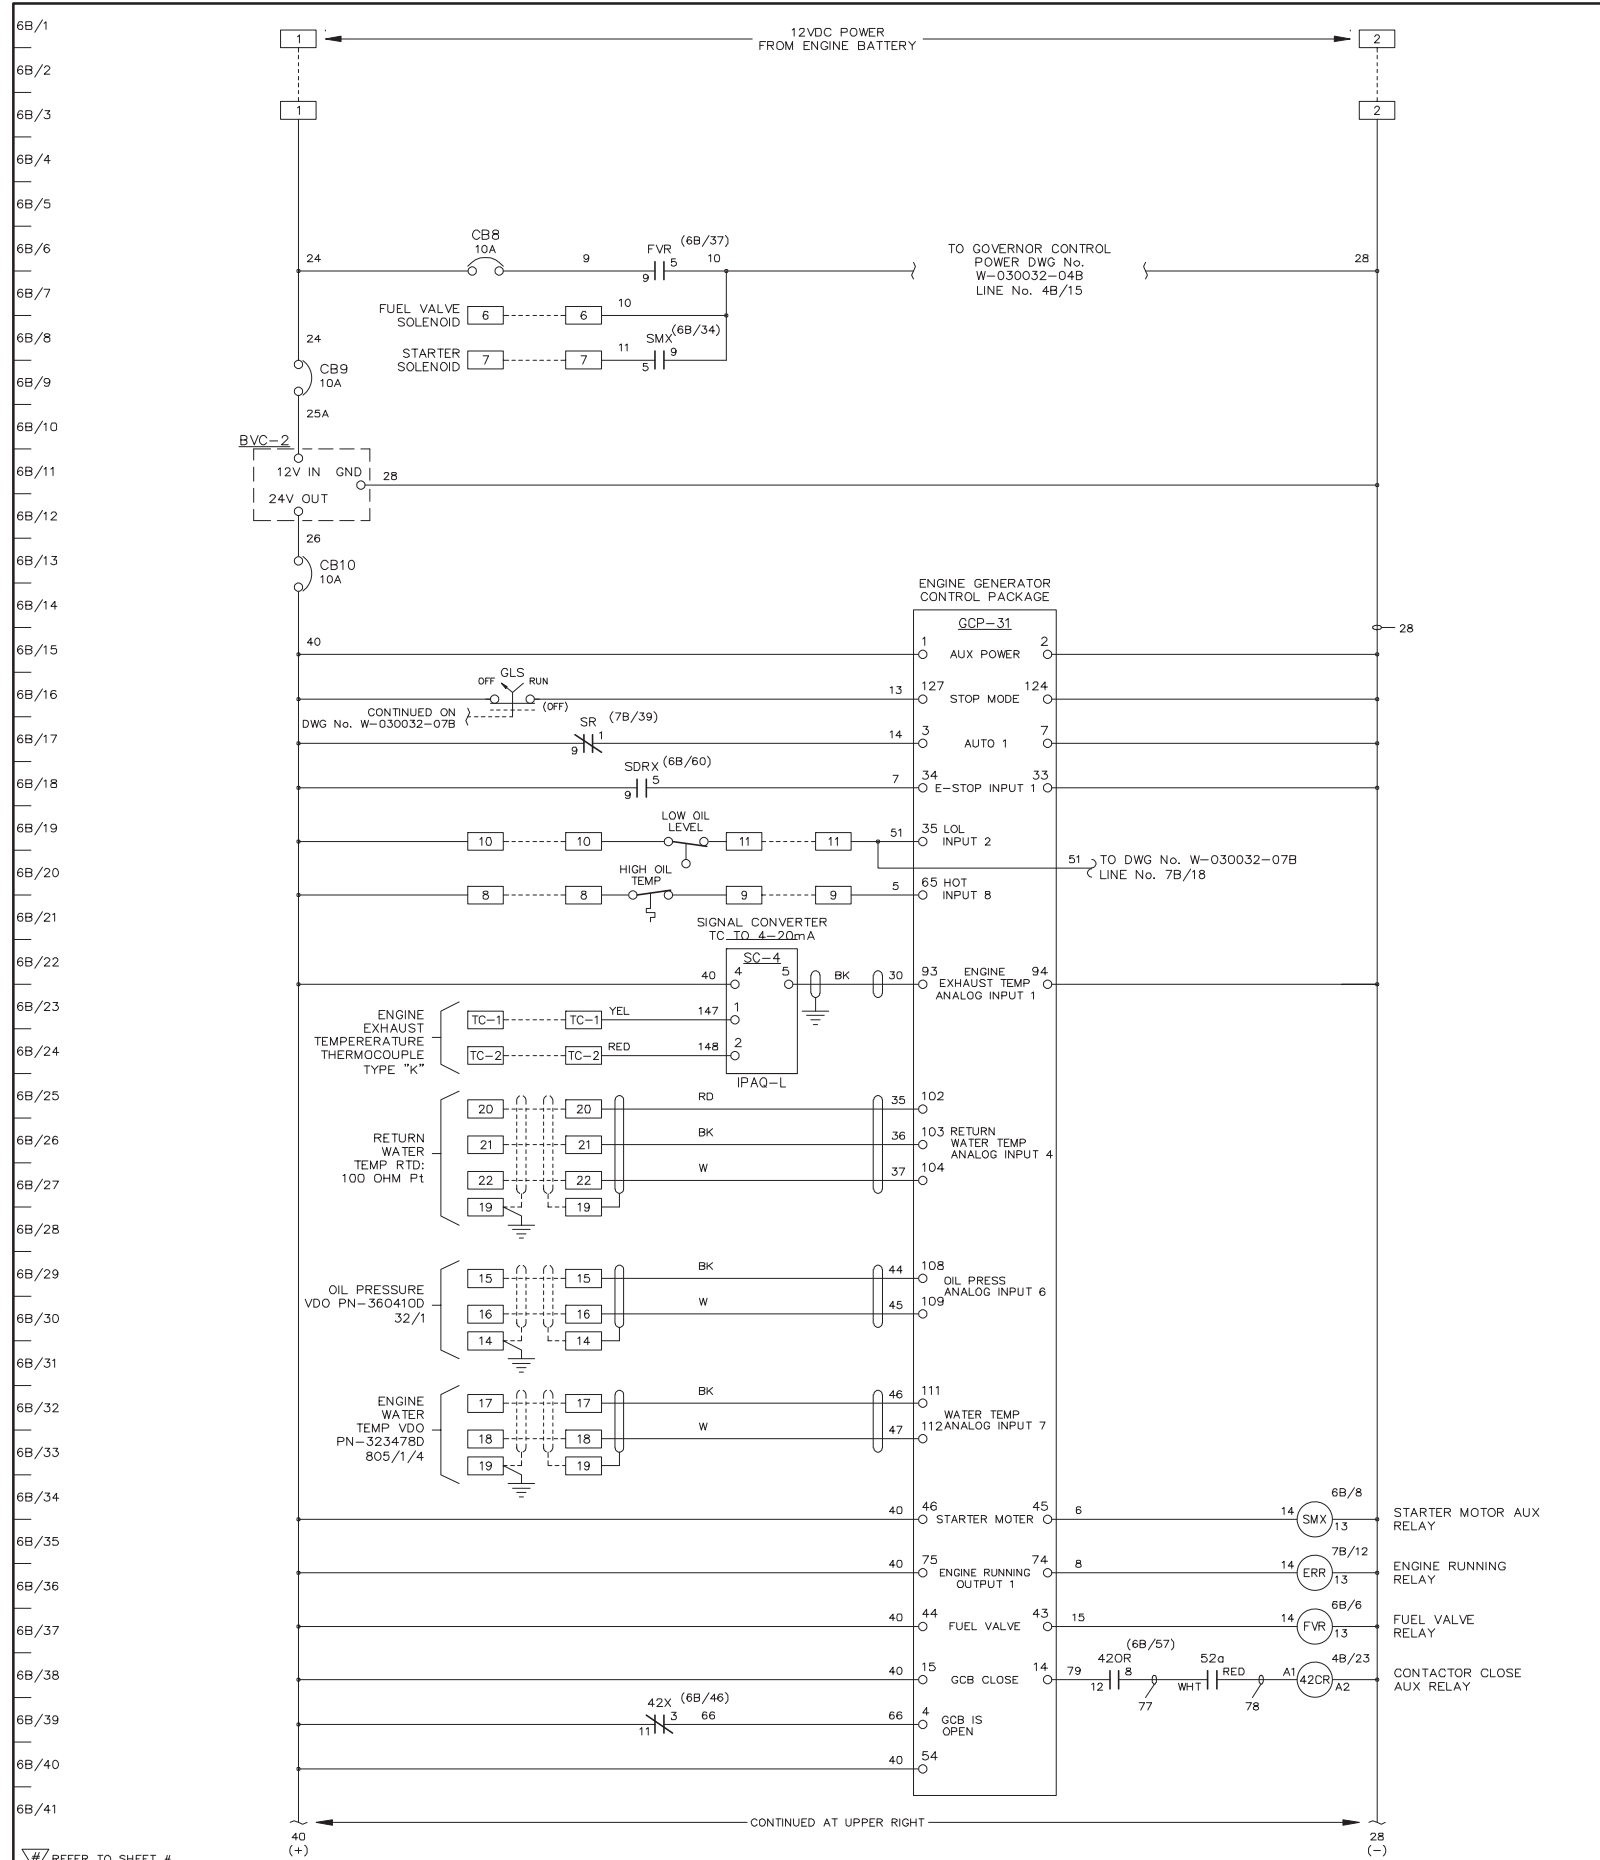 6B/1
1
12VDC POWER
FROM ENGINE BATTERY
2
6B/2
6B/3
1
2
6B/4
6B/5
6B/6
24
CB8
10A
9
FVR
(6B/37)
9
5
10
TO GOVERNOR CONTROL
POWER DWG No.
W-030032-04B
LINE No. 4B/15
28
6B/7
FUEL VALVE
SOLENOID
6
6
10
6B/8
24
STARTER
SOLENOID
7
7
11
SMX
(6B/34)
5
9
6B/9
CB9
10A
25A
6B/10
BVC-2
6B/11
12V IN
GND
28
24V OUT
6B/12
26
6B/13
CB10
10A
ENGINE GENERATOR
CONTROL PACKAGE
6B/14
GCP-31
28
6B/15
40
1
AUX POWER
2
6B/16
OFF
GLS
RUN
(OFF)
13
127
STOP MODE
124
CONTINUED ON
DWG No. W-030032-07B
6B/17
SR
(7B/39)
9
1
14
3
AUTO 1
7
6B/18
SDRX
(6B/60)
9
5
7
34
E-STOP INPUT 1
33
6B/19
10
10
LOW OIL
LEVEL
11
11
51
35 LOL
INPUT 2
6B/20
51
TO DWG No. W-030032-07B
LINE No. 7B/18
8
8
HIGH OIL
TEMP
9
9
5
65 HOT
INPUT 8
6B/21
SIGNAL CONVERTER
TC TO 4-20mA
6B/22
SC-4
40
4
5
BK
30
93
ENGINE
EXHAUST TEMP
ANALOG INPUT 1
94
6B/23
ENGINE
EXHAUST
TEMPERERATURE
THERMOCOUPLE
TYPE "K"
TC-1
TC-1
YEL
147
1
6B/24
TC-2
TC-2
RED
148
2
IPAQ-L
6B/25
20
20
RD
35
102
6B/26
RETURN
WATER
TEMP RTD:
100 OHM Pt
21
21
BK
36
103 RETURN
WATER TEMP
ANALOG INPUT 4
6B/27
22
22
W
37
104
19
19
6B/28
6B/29
OIL PRESSURE
VDO PN-360410D
32/1
15
15
BK
44
108
OIL PRESS
ANALOG INPUT 6
6B/30
16
16
W
45
109
14
14
6B/31
6B/32
ENGINE
WATER
TEMP VDO
PN-323478D
805/1/4
17
17
BK
46
111
WATER TEMP
ANALOG INPUT 7
6B/33
18
18
W
47
112
19
19
6B/34
40
46
STARTER MOTER
45
6
14
SMX
13
6B/8
STARTER MOTOR AUX
RELAY
6B/35
40
75
ENGINE RUNNING
OUTPUT 1
74
8
14
ERR
13
7B/12
ENGINE RUNNING
RELAY
6B/36
6B/37
40
44
FUEL VALVE
43
15
14
FVR
13
6B/6
FUEL VALVE
RELAY
6B/38
40
15
GCB CLOSE
14
79
(6B/57)
42OR
12
8
77
52a
WHT
RED
78
A1
42CR
A2
4B/23
CONTACTOR CLOSE
AUX RELAY
6B/39
42X
(6B/46)
11
3
66
66
4
GCB IS
OPEN
6B/40
40
54
6B/41
CONTINUED AT UPPER RIGHT
40
(+)
28
(-)
# REFER TO SHEET #